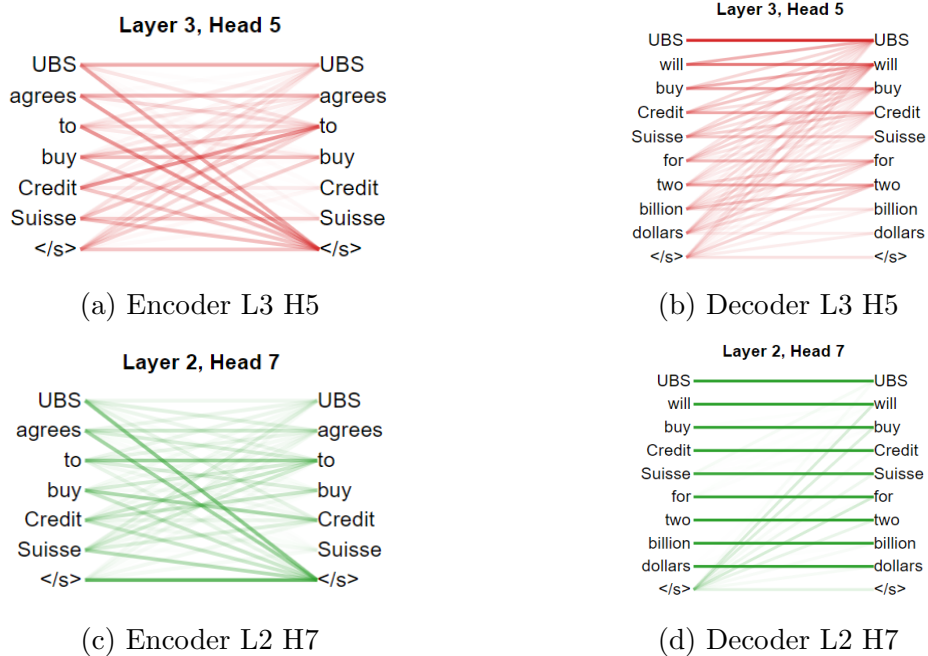 Layer 3, Head 5
UBS UBS
agrees agrees
to to
buy buy
Credit Credit
Suisse Suisse
</s> </s>
(a) Encoder L3 H5
Layer 3, Head 5
UBS UBS
will will
buy buy
Credit Credit
Suisse Suisse
for for
two two
billion billion
dollars dollars
</s> </s>
(b) Decoder L3 H5
Layer 2, Head 7
UBS UBS
agrees agrees
to to
buy buy
Credit Credit
Suisse Suisse
</s> </s>
(c) Encoder L2 H7
Layer 2, Head 7
UBS UBS
will will
buy buy
Credit Credit
Suisse Suisse
for for
two two
billion billion
dollars dollars
</s> </s>
(d) Decoder L2 H7